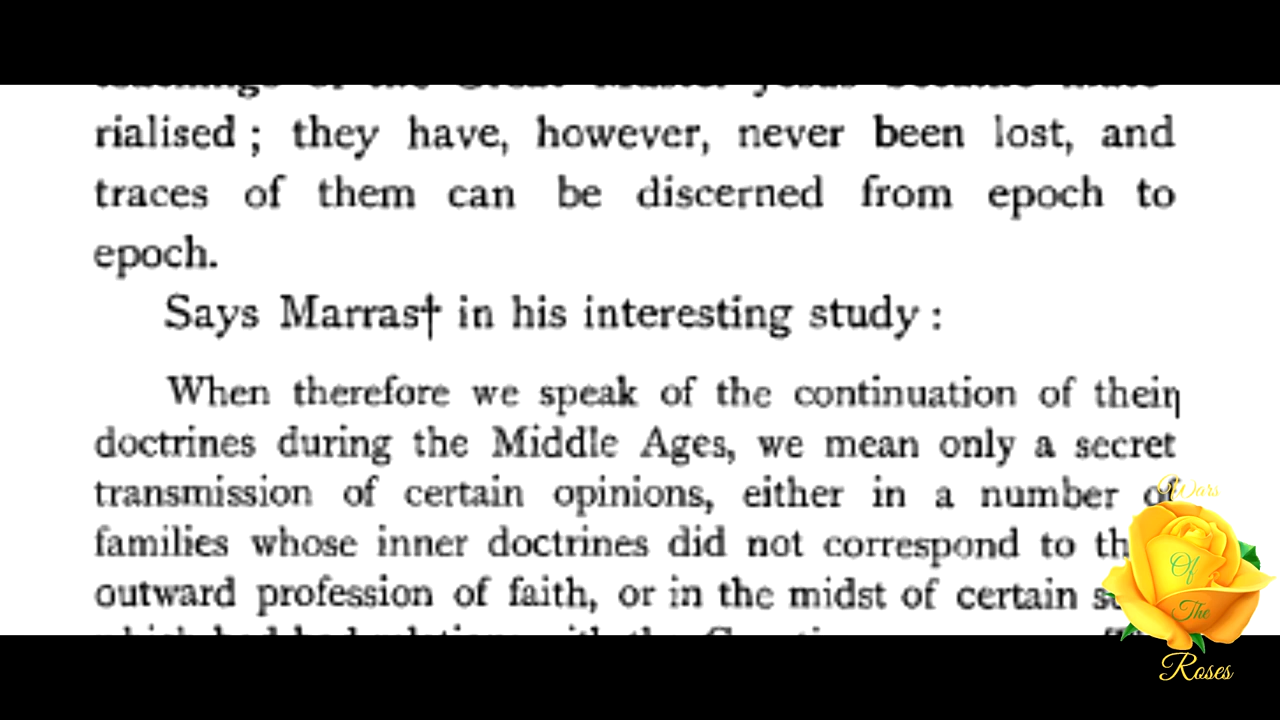 rialised ; they have, however, never been lost, and
traces of them can be discerned from epoch to
epoch.
Says Marras† in his interesting study :
When therefore we speak of the continuation of their
doctrines during the Middle Ages, we mean only a secret
transmission of certain opinions, either in a number of
families whose inner doctrines did not correspond to
outward profession of faith, or in the midst of certain
Wars
Of
The
Roses